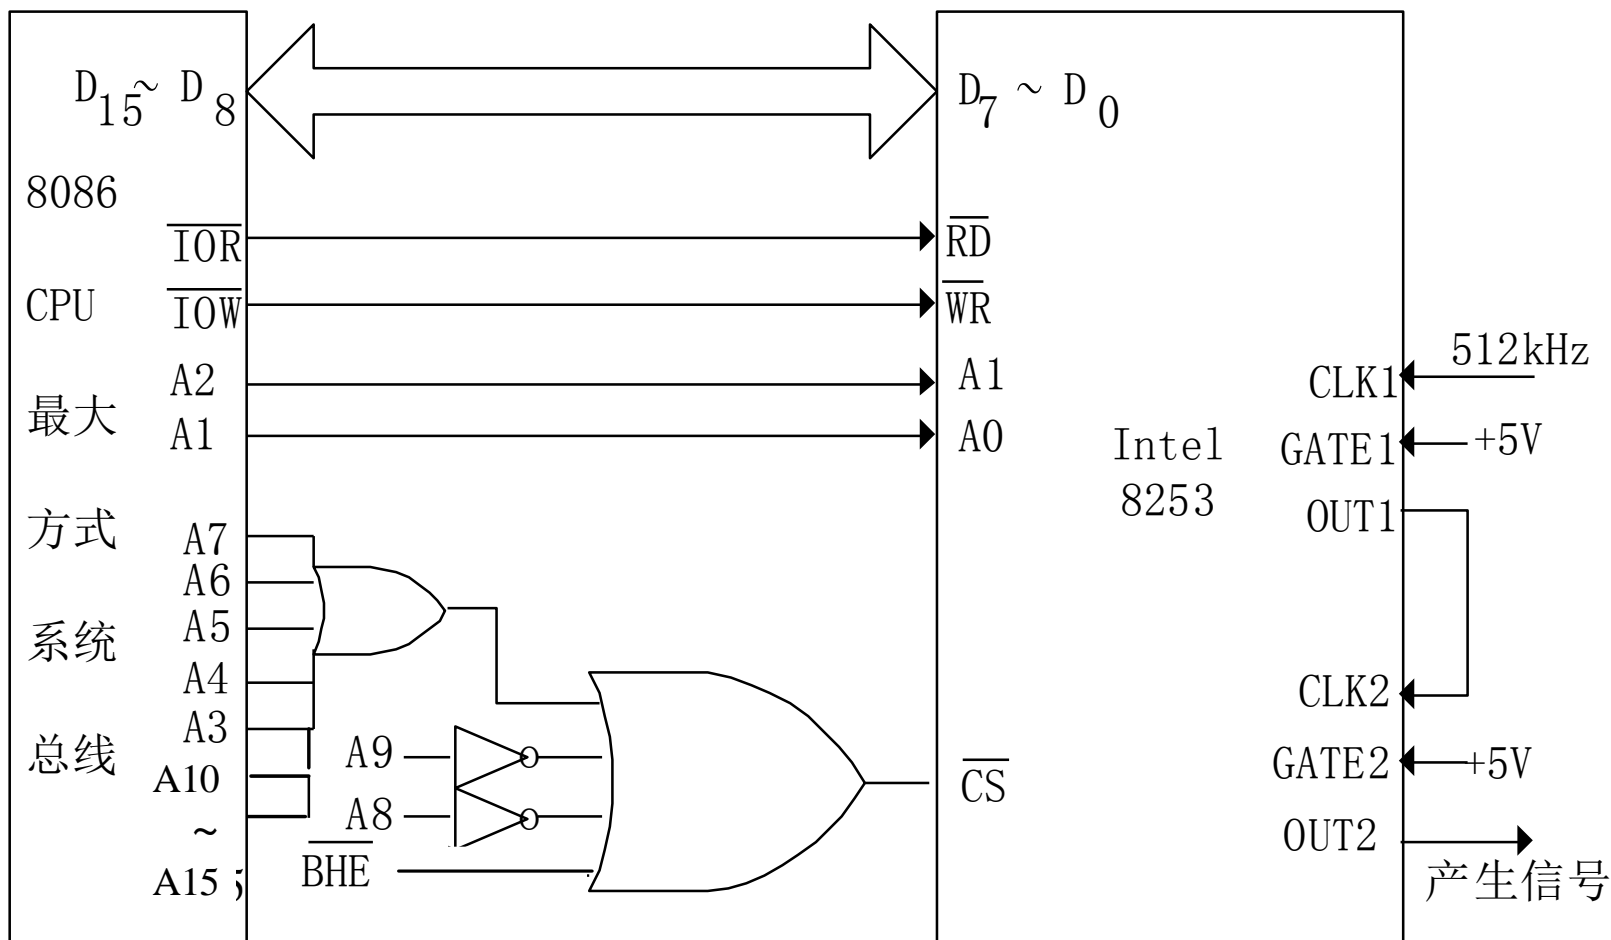 D15~D8
8086
IOR
CPU
IOW
最大
A2
A1
方式
A7
A6
系统
A5
A4
总线
A3
A10
~
A15
A9
A8
BHE
D7 ~ D0
RD
WR
A1
A0
CS
Intel
8253
CLK1
512kHz
GATE1
+5V
OUT1
CLK2
GATE2
+5V
OUT2
产生信号